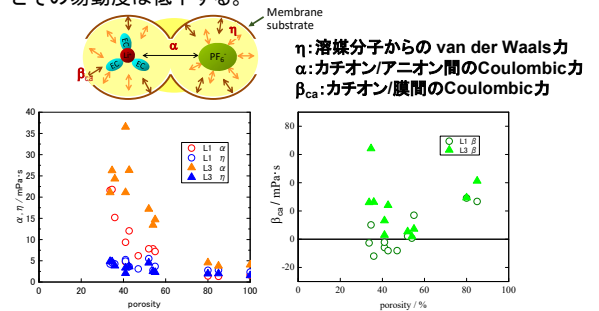 とその易動度は低下する。
Membrane
substrate
η
α
EC
Li
EC
EC
PF6
βca
η:溶媒分子からの van der Waals力
α:カチオン/アニオン間のCoulombic力
βca:カチオン/膜間のCoulombic力
40
35
30
25
20
15
10
5
0
α, η / mPa·s
L1 α
L1 η
L3 α
L3 η
0 20 40 60 80 100
porosity
80
0
0
0
0
-20
βca / mPa·s
L1 β
L3 β
0 20 40 60 80 100
porosity / %